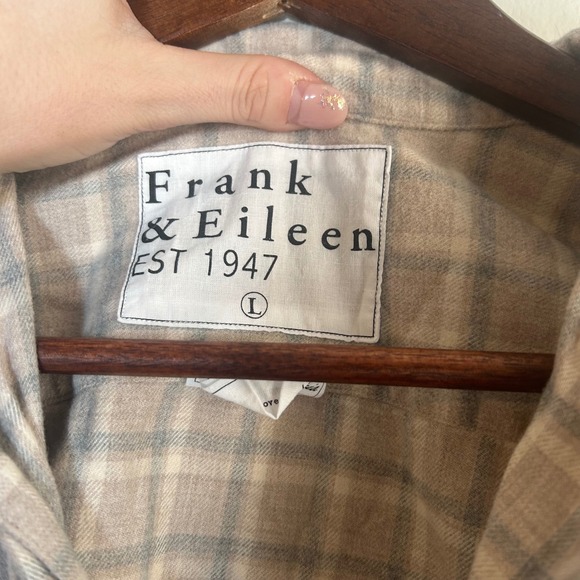 Frank
& Eileen
EST 1947
L